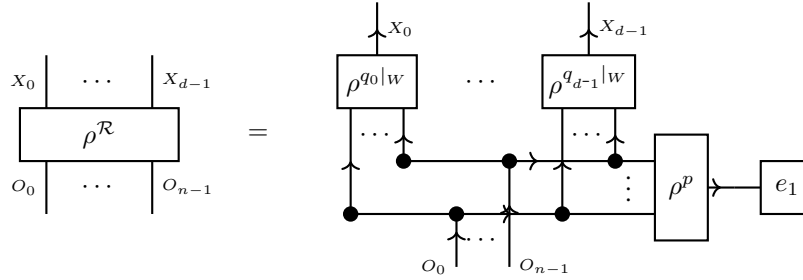 X_0 ⋯ X_{d−1}
ρ^ℛ
O_0 ⋯ O_{n−1}
=
X_0 X_{d−1}
ρ^{q_0|_W} ⋯ ρ^{q_{d−1}|_W}
⋯ ⋯
⋮ ρ^p e_1
⋯
O_0 O_{n−1}